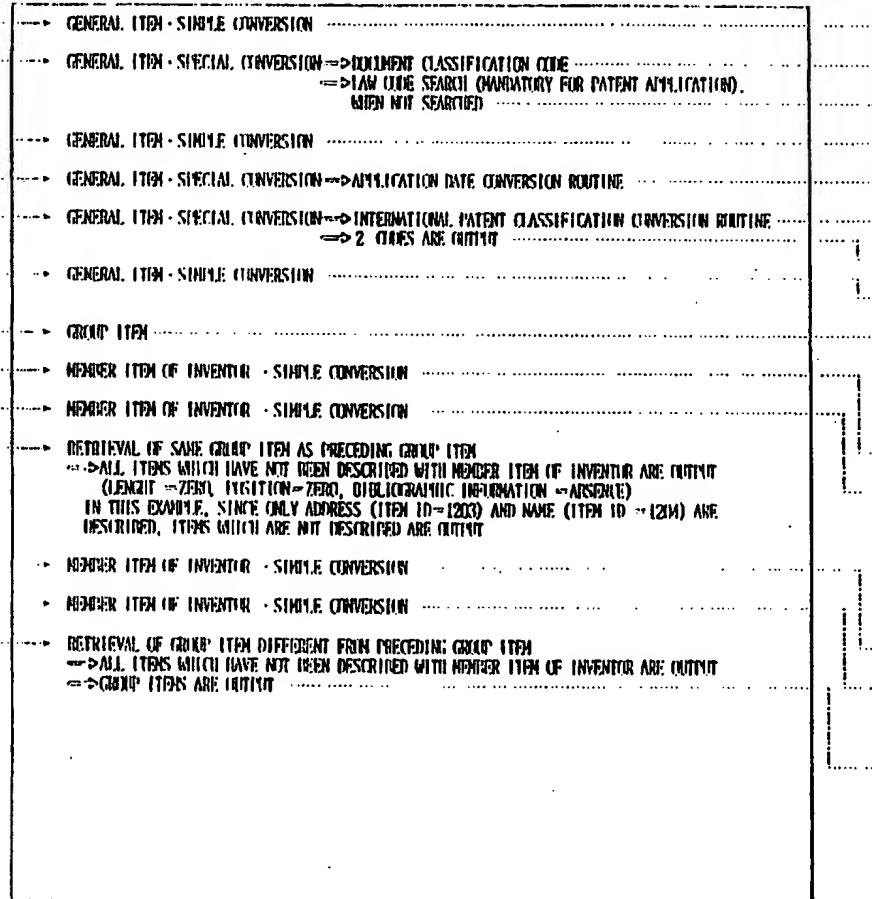 GENERAL ITEM · SIMPLE CONVERSION
GENERAL ITEM · SPECIAL CONVERSION=>DOCUMENT CLASSIFICATION CODE
=>LAW CODE SEARCH (MANDATORY FOR PATENT APPLICATION).
WHEN NOT SEARCHED
GENERAL ITEM · SIMPLE CONVERSION
GENERAL ITEM · SPECIAL CONVERSION=>APPLICATION DATE CONVERSION ROUTINE
GENERAL ITEM · SPECIAL CONVERSION=>INTERNATIONAL PATENT CLASSIFICATION CONVERSION ROUTINE
=>2 CODES ARE OUTPUT
GENERAL ITEM · SIMPLE CONVERSION
GROUP ITEM
MEMBER ITEM OF INVENTOR · SIMPLE CONVERSION
MEMBER ITEM OF INVENTOR · SIMPLE CONVERSION
RETRIEVAL OF SAME GROUP ITEM AS PRECEDING GROUP ITEM
=>ALL ITEMS WHICH HAVE NOT BEEN DESCRIBED WITH MEMBER ITEM OF INVENTOR ARE OUTPUT
(LENGTH =ZERO, POSITION=ZERO, BIBLIOGRAPHIC INFORMATION =ABSENCE)
IN THIS EXAMPLE, SINCE ONLY ADDRESS (ITEM ID=1203) AND NAME (ITEM ID =1204) ARE
DESCRIBED, ITEMS WHICH ARE NOT DESCRIBED ARE OUTPUT
MEMBER ITEM OF INVENTOR · SIMPLE CONVERSION
MEMBER ITEM OF INVENTOR · SIMPLE CONVERSION
RETRIEVAL OF GROUP ITEM DIFFERENT FROM PRECEDING GROUP ITEM
=>ALL ITEMS WHICH HAVE NOT BEEN DESCRIBED WITH MEMBER ITEM OF INVENTOR ARE OUTPUT
=>GROUP ITEMS ARE OUTPUT